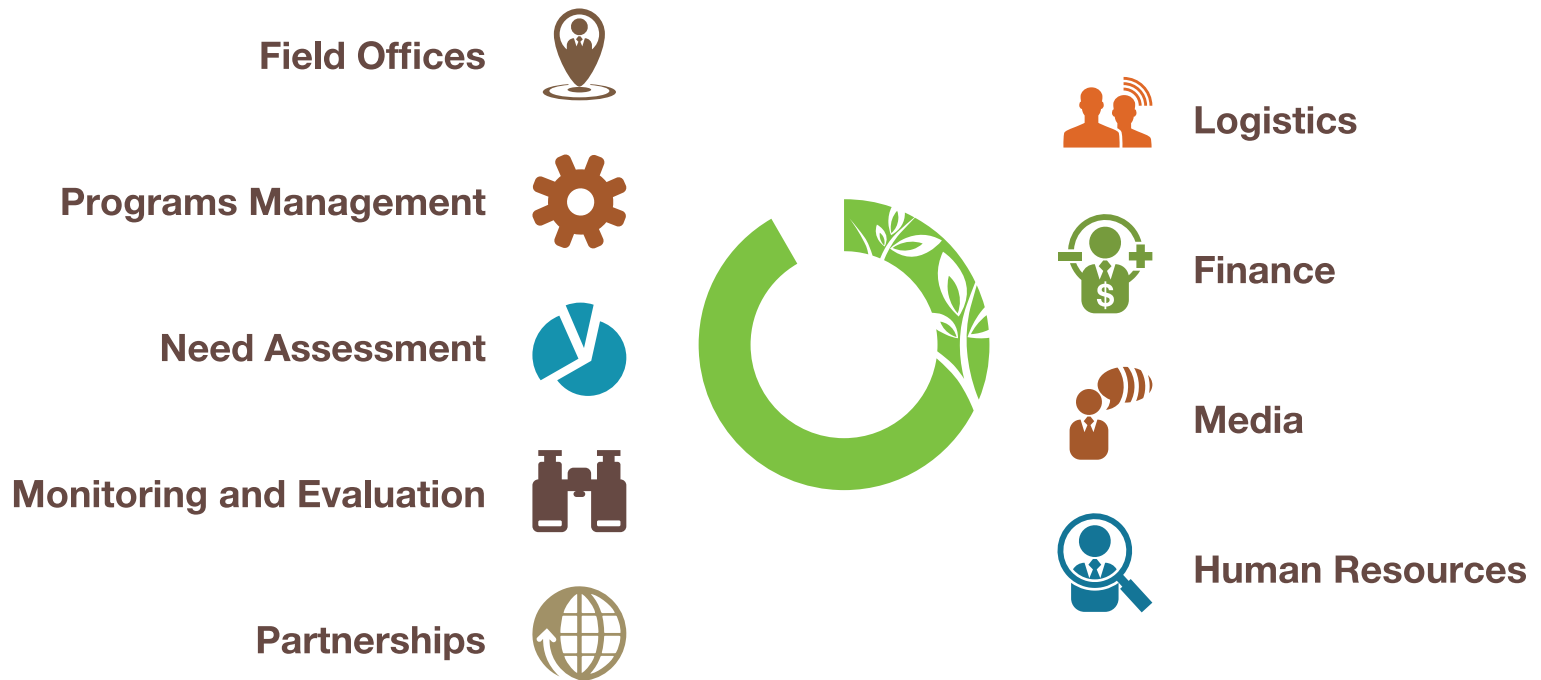 Field Offices
Programs Management
Need Assessment
Monitoring and Evaluation
Partnerships
Logistics
Finance
$
Media
Human Resources